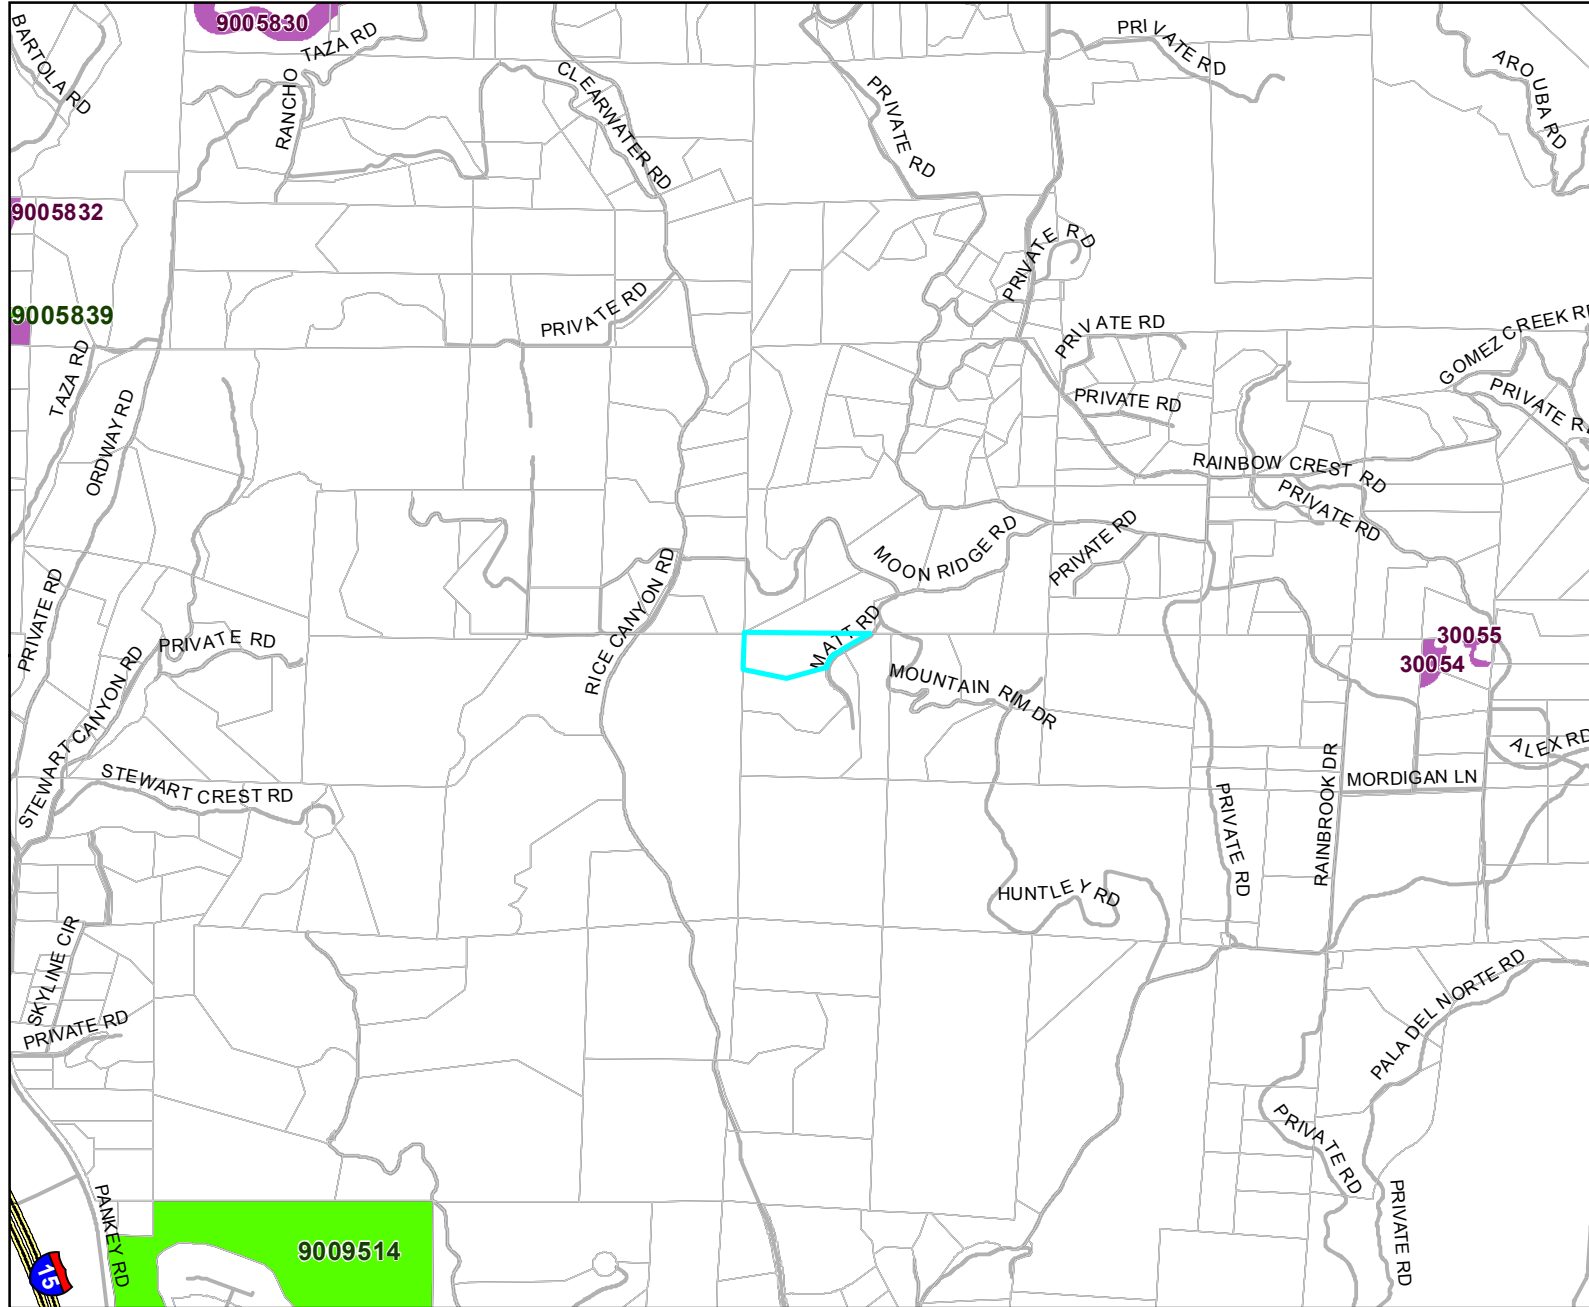 9005830
BARTOLA RD
TAZA RD
RANCHO
CLEARWATER RD
PRIVATE RD
PRIVATE RD
AROUBA RD
9005832
PRIVATE RD
9005839
PRIVATE RD
PRIVATE RD
GOMEZ CREEK RD
TAZA RD
ORDWAY RD
PRIVATE RD
PRIVATE RD
RAINBOW CREST RD
PRIVATE RD
MOON RIDGE RD
PRIVATE RD
PRIVATE RD
RICE CANYON RD
MATT RD
PRIVATE RD
30055
30054
STEWART CANYON RD
MOUNTAIN RIM DR
ALEX RD
STEWART CREST RD
MORDIGAN LN
RAINBROOK DR
PRIVATE RD
HUNTLEY RD
SKYLINE CIR
PRIVATE RD
PALA DEL NORTE RD
PRIVATE RD
PRIVATE RD
PANKEY RD
9009514
15